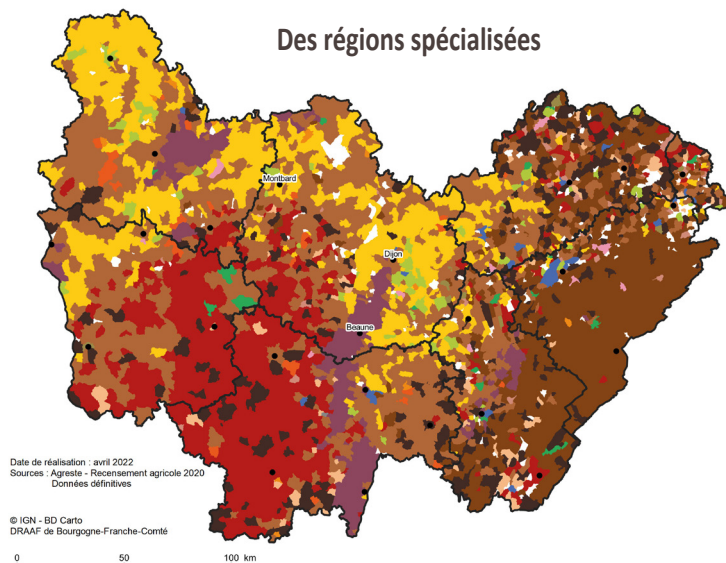 Des régions spécialisées
Montbard
Dijon
Beaune
Date de réalisation : avril 2022
Sources : Agreste - Recensement agricole 2020
Données définitives
© IGN - BD Carto
DRAAF de Bourgogne-Franche-Comté
0 50 100 km